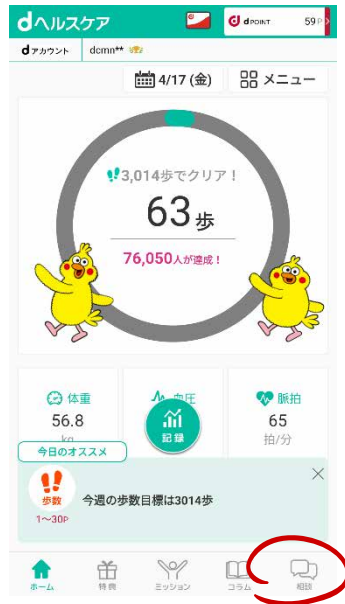 dヘルスケア
d POINT 59P
dアカウント dcmn**
4/17 (金) メニュー
3,014歩でクリア！
63歩
76,050人が達成！
体重 血圧 脈拍
56.8 65
kg 記録 拍/分
今日のオススメ
歩数 今週の歩数目標は3014歩
1～30P
ホーム 特典 ミッション コラム 相談